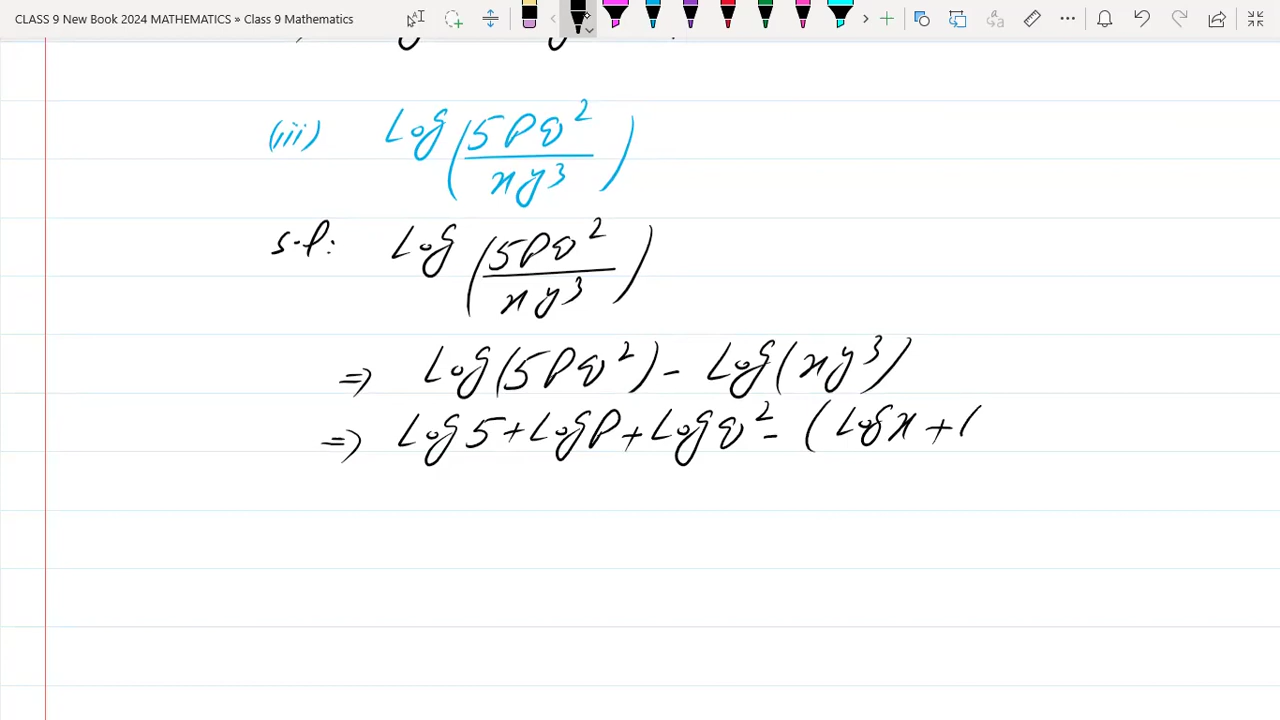 CLASS 9 New Book 2024 MATHEMATICS » Class 9 Mathematics
(iii) Log(5Pq²/xy³)
Log(5Pq²/xy³)
⇒ Log(5Pq²) - Log(xy³)
⇒ Log5+LogP+Logq² - (Logx+(